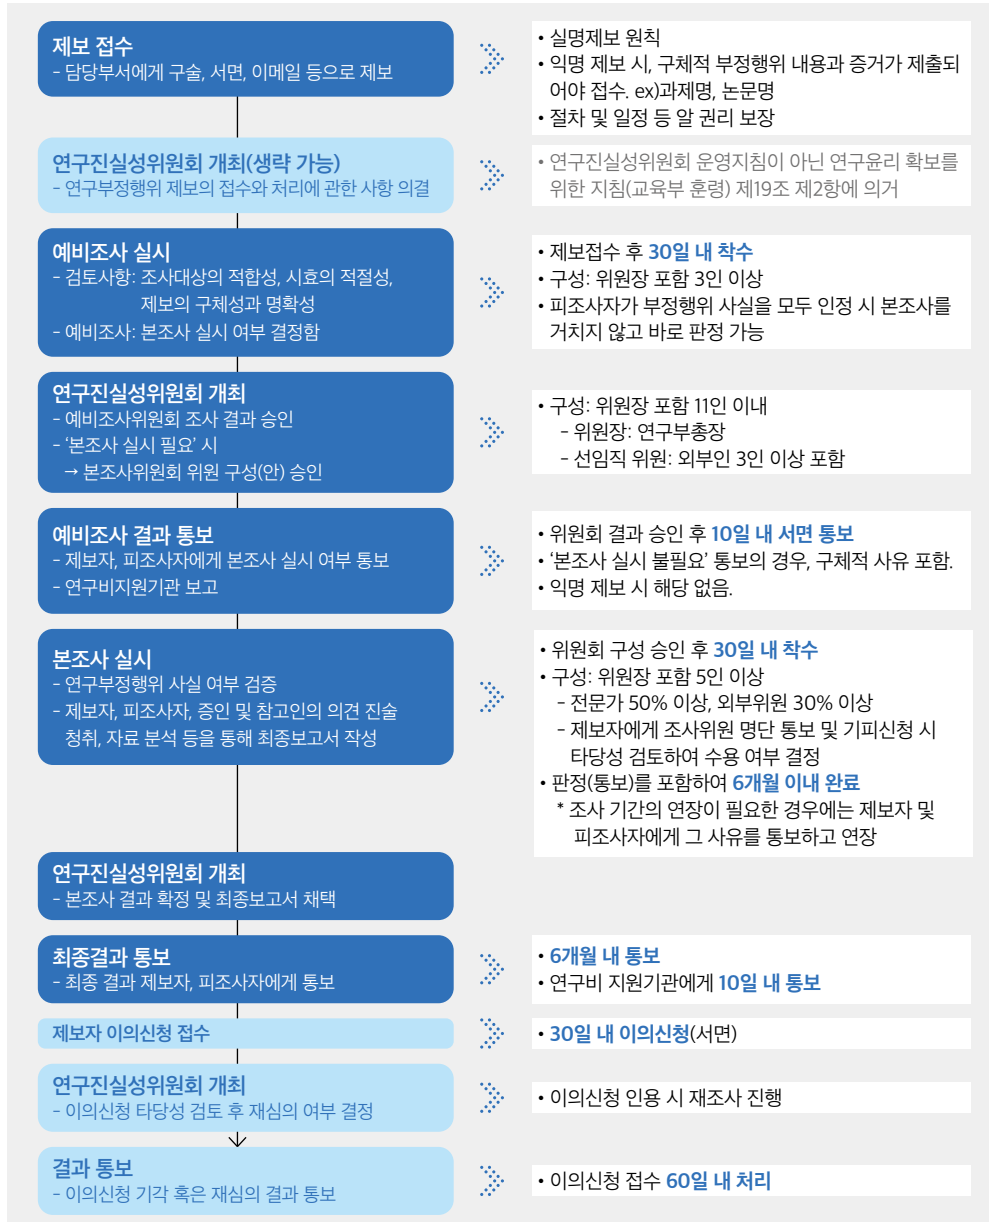 제보 접수
- 담당부서에게 구술, 서면, 이메일 등으로 제보
• 실명제보 원칙
• 익명 제보 시, 구체적 부정행위 내용과 증거가 제출되
어야 접수. ex)과제명, 논문명
• 절차 및 일정 등 알 권리 보장
연구진실성위원회 개최(생략 가능)
- 연구부정행위 제보의 접수와 처리에 관한 사항 의결
• 연구진실성위원회 운영지침이 아닌 연구윤리 확보를
위한 지침(교육부 훈령) 제19조 제2항에 의거
예비조사 실시
- 검토사항: 조사대상의 적합성, 시효의 적절성,
제보의 구체성과 명확성
- 예비조사: 본조사 실시 여부 결정함
• 제보접수 후 30일 내 착수
• 구성: 위원장 포함 3인 이상
• 피조사자가 부정행위 사실을 모두 인정 시 본조사를
거치지 않고 바로 판정 가능
연구진실성위원회 개최
- 예비조사위원회 조사 결과 승인
- ‘본조사 실시 필요’ 시
→ 본조사위원회 위원 구성(안) 승인
• 구성: 위원장 포함 11인 이내
- 위원장: 연구부총장
- 선임직 위원: 외부인 3인 이상 포함
예비조사 결과 통보
- 제보자, 피조사자에게 본조사 실시 여부 통보
- 연구비지원기관 보고
• 위원회 결과 승인 후 10일 내 서면 통보
• ‘본조사 실시 불필요’ 통보의 경우, 구체적 사유 포함.
• 익명 제보 시 해당 없음.
본조사 실시
- 연구부정행위 사실 여부 검증
- 제보자, 피조사자, 증인 및 참고인의 의견 진술
청취, 자료 분석 등을 통해 최종보고서 작성
• 위원회 구성 승인 후 30일 내 착수
• 구성: 위원장 포함 5인 이상
- 전문가 50% 이상, 외부위원 30% 이상
- 제보자에게 조사위원 명단 통보 및 기피신청 시
타당성 검토하여 수용 여부 결정
• 판정(통보)를 포함하여 6개월 이내 완료
* 조사 기간의 연장이 필요한 경우에는 제보자 및
피조사자에게 그 사유를 통보하고 연장
연구진실성위원회 개최
- 본조사 결과 확정 및 최종보고서 채택
최종결과 통보
- 최종 결과 제보자, 피조사자에게 통보
• 6개월 내 통보
• 연구비 지원기관에게 10일 내 통보
제보자 이의신청 접수
• 30일 내 이의신청(서면)
연구진실성위원회 개최
- 이의신청 타당성 검토 후 재심의 여부 결정
• 이의신청 인용 시 재조사 진행
결과 통보
- 이의신청 기각 혹은 재심의 결과 통보
• 이의신청 접수 60일 내 처리